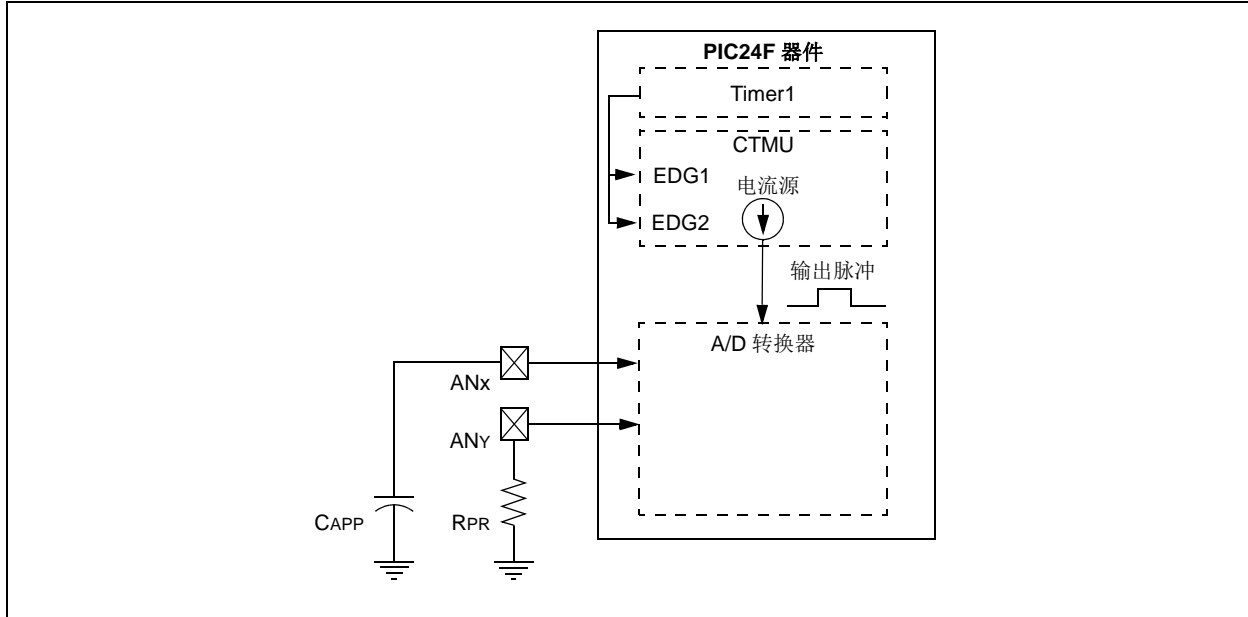 PIC24F 器件
Timer1
CTMU
EDG1
电流源
EDG2
输出脉冲
A/D 转换器
ANX
ANY
CAPP
RPR